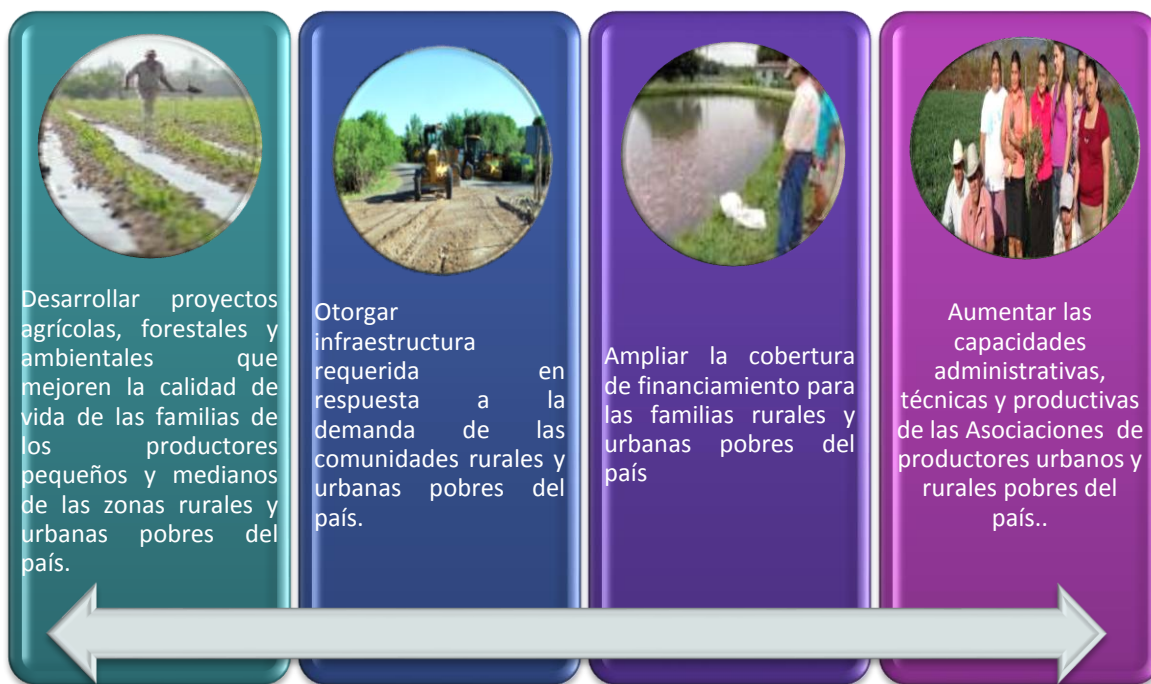 Desarrollar proyectos
agrícolas, forestales y
ambientales que
mejoren la calidad de
vida de las familias de
los productores
pequeños y medianos
de las zonas rurales y
urbanas pobres del
país.
Otorgar
infraestructura
requerida en
respuesta a la
demanda de las
comunidades rurales y
urbanas pobres del
país.
Ampliar la cobertura
de financiamiento para
las familias rurales y
urbanas pobres del
país
Aumentar las
capacidades
administrativas,
técnicas y productivas
de las Asociaciones de
productores urbanos y
rurales pobres del
país..